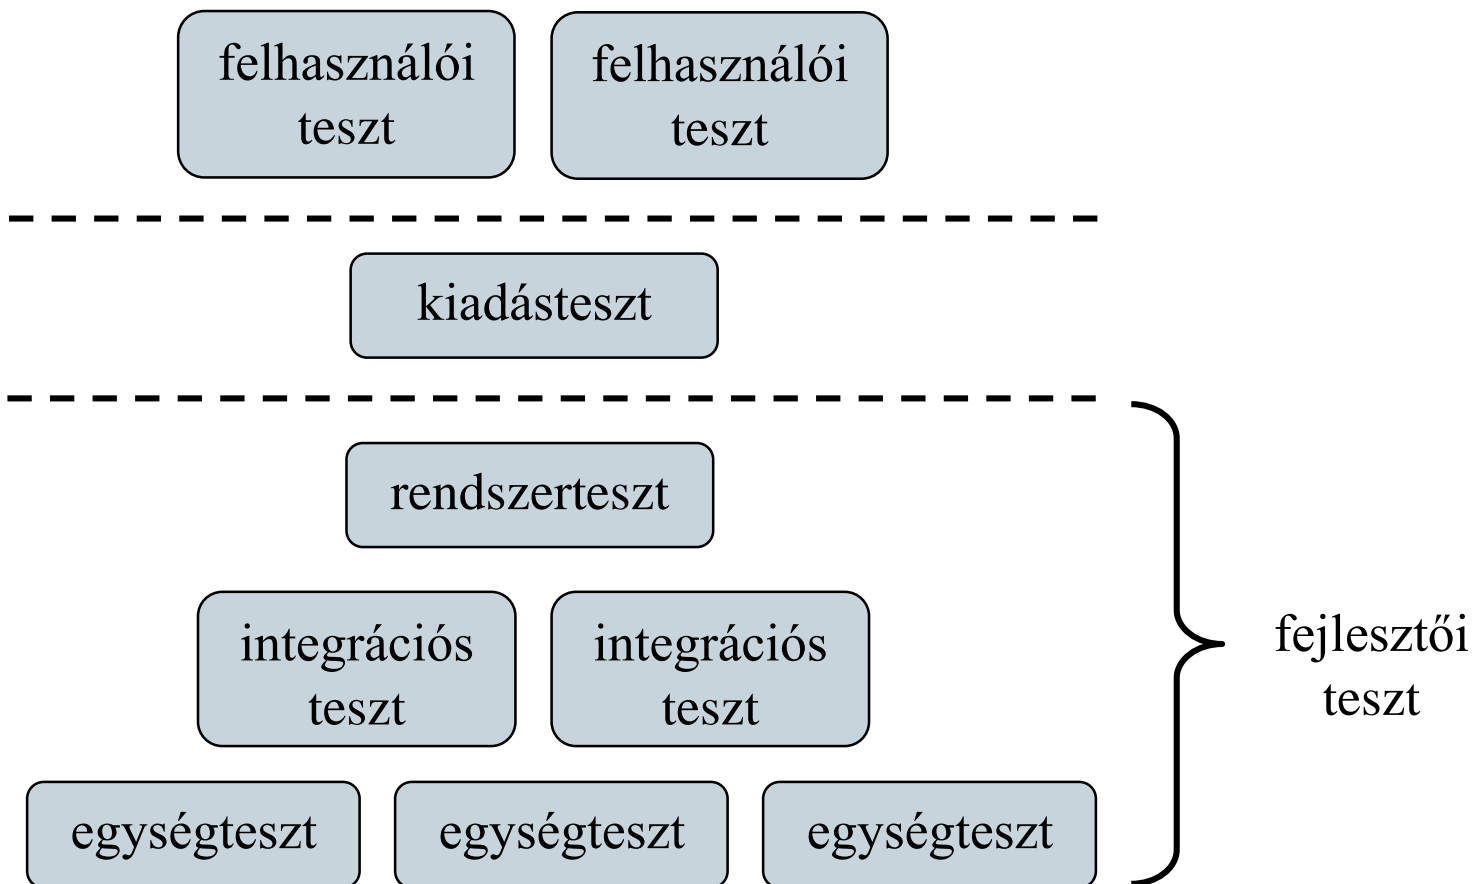 felhasználói
teszt
felhasználói
teszt
kiadásteszt
rendszerteszt
integrációs
teszt
integrációs
teszt
fejlesztői
teszt
egységteszt
egységteszt
egységteszt